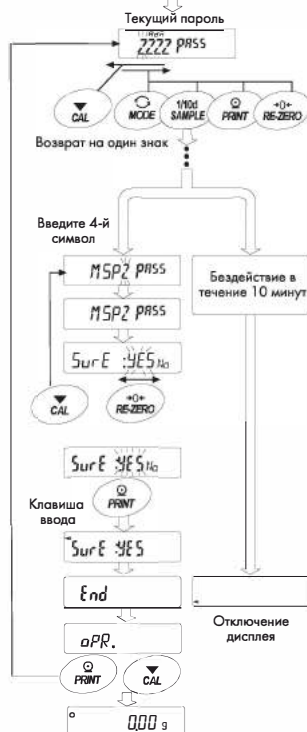 Текущий пароль
2222 PASS
CAL
MODE
1/10d SAMPLE
PRINT
→0← RE-ZERO
Возврат на один знак
Введите 4-й
символ
MSP2 PASS
Бездействие в
течение 10 минут
MSP2 PASS
SurE :YES No
CAL
→0← RE-ZERO
SurE :YES No
PRINT
Клавиша
ввода
SurE :YES
End
Отключение
дисплея
oPR.
PRINT
CAL
0.00 g